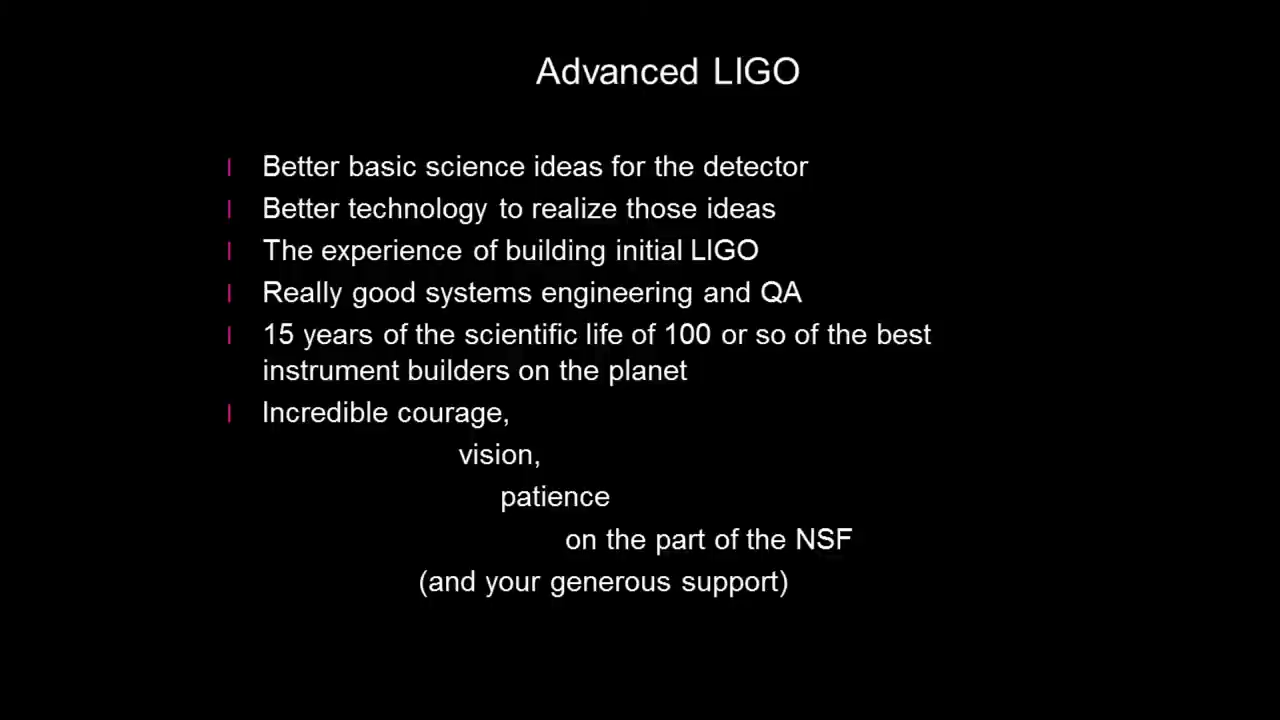 Advanced LIGO
Better basic science ideas for the detector
Better technology to realize those ideas
The experience of building initial LIGO
Really good systems engineering and QA
15 years of the scientific life of 100 or so of the best
instrument builders on the planet
Incredible courage,
vision,
patience
on the part of the NSF
(and your generous support)